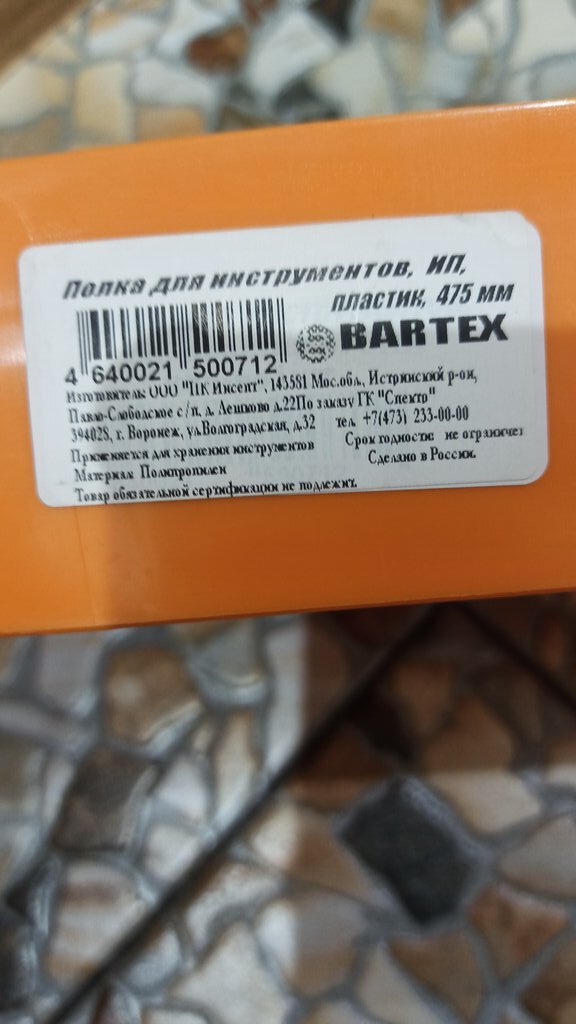 Полка для инструментов, ИП,
пластик, 475 мм
BARTEX
4 640021 500712
Изготовитель ООО "ПК Инсент", 143581 Мос.обл., Истринский р-он,
Павло-Слободское с/п, д. Лешково д.22По заказу ГК "Спектр"
394028, г. Воронеж, ул.Волгоградская, д.32 тел. +7(473) 233-00-00
Применяется для хранения инструментов Срок годности не ограничен
Материал Полипропилен Сделано в России.
Товар обязательной сертификации не подлежит.